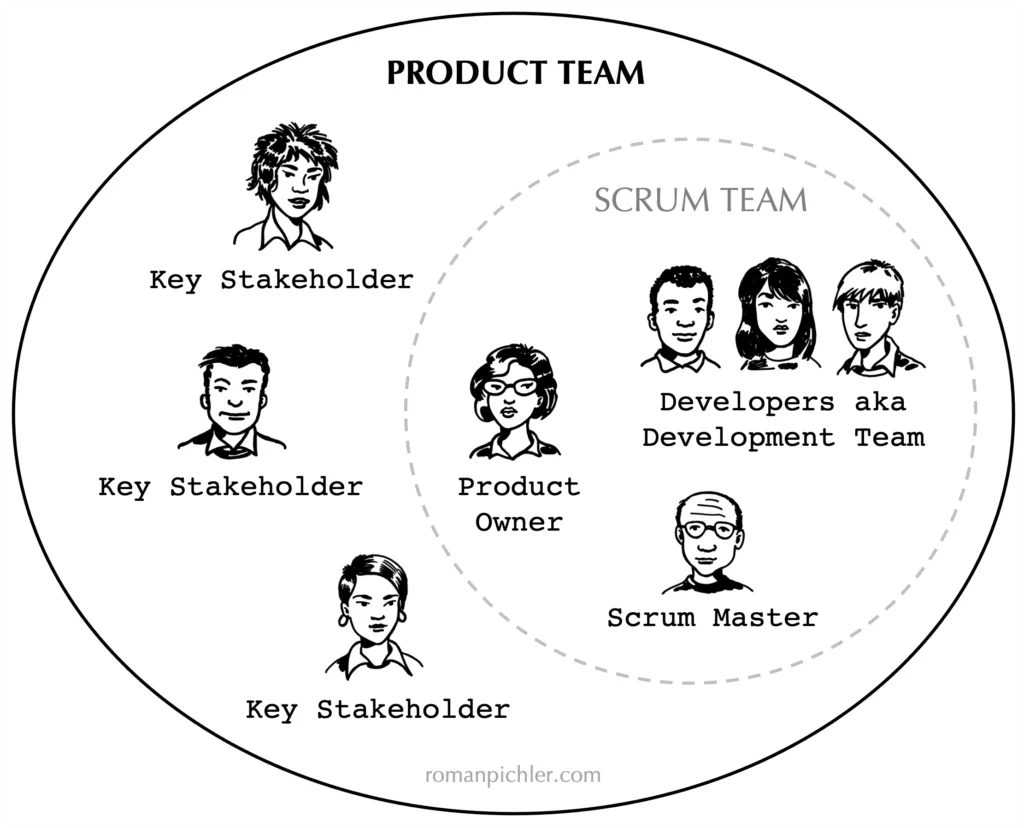 PRODUCT TEAM
SCRUM TEAM
Key Stakeholder
Developers aka
Development Team
Key Stakeholder
Product
Owner
Scrum Master
Key Stakeholder
romanpichler.com